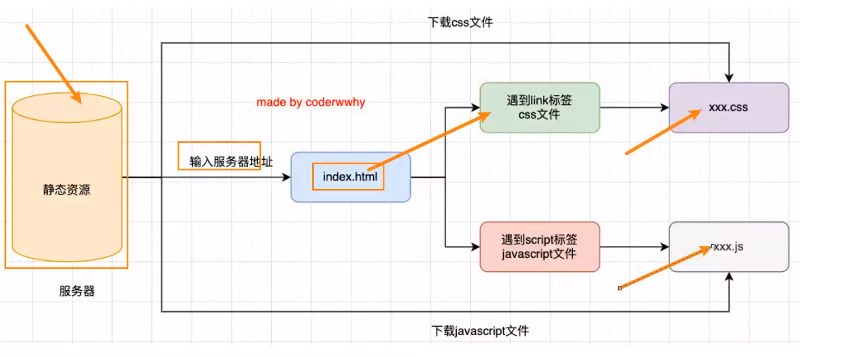 下载css文件
made by coderwwhy
遇到link标签
css文件
xxx.css
输入服务器地址
静态资源
index.html
遇到script标签
javascript文件
xxx.js
服务器
下载javascript文件